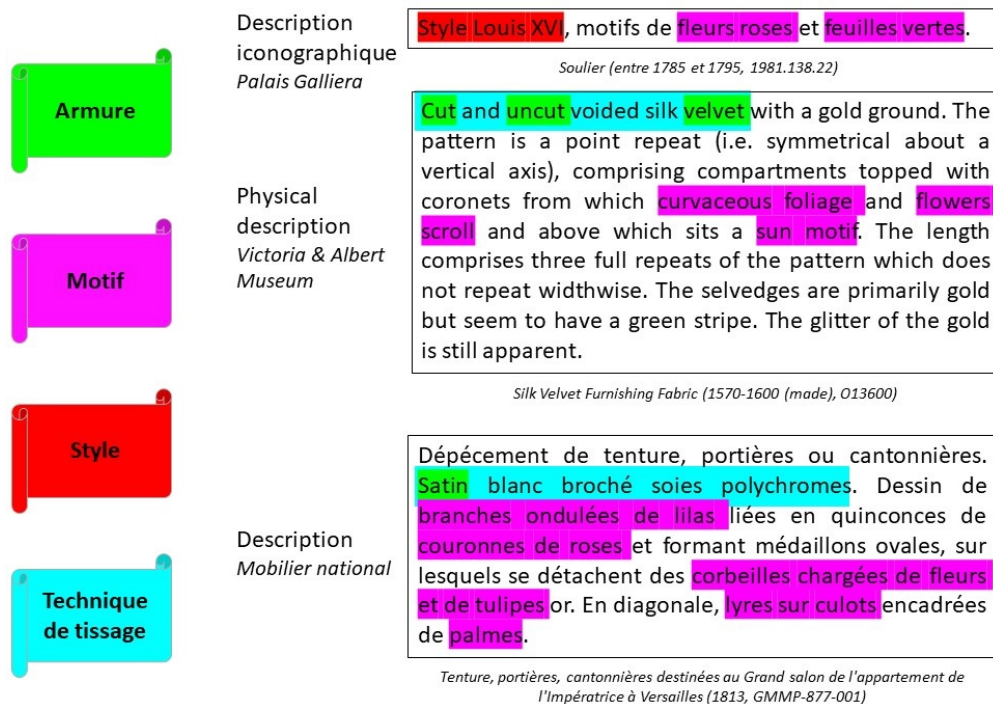 Armure
Motif
Style
Technique
de tissage
Description
iconographique
Palais Galliera
Style Louis XVI, motifs de fleurs roses et feuilles vertes.
Soulier (entre 1785 et 1795, 1981.138.22)
Physical
description
Victoria & Albert
Museum
Cut and uncut voided silk velvet with a gold ground. The
pattern is a point repeat (i.e. symmetrical about a
vertical axis), comprising compartments topped with
coronets from which curvaceous foliage and flowers
scroll and above which sits a sun motif. The length
comprises three full repeats of the pattern which does
not repeat widthwise. The selvedges are primarily gold
but seem to have a green stripe. The glitter of the gold
is still apparent.
Silk Velvet Furnishing Fabric (1570-1600 (made), O13600)
Description
Mobilier national
Dépécement de tenture, portières ou cantonnières.
Satin blanc broché soies polychromes. Dessin de
branches ondulées de lilas liées en quinconces de
couronnes de roses et formant médaillons ovales, sur
lesquels se détachent des corbeilles chargées de fleurs
et de tulipes or. En diagonale, lyres sur culots encadrées
de palmes.
Tenture, portières, cantonnières destinées au Grand salon de l'appartement de
l'Impératrice à Versailles (1813, GMMP-877-001)